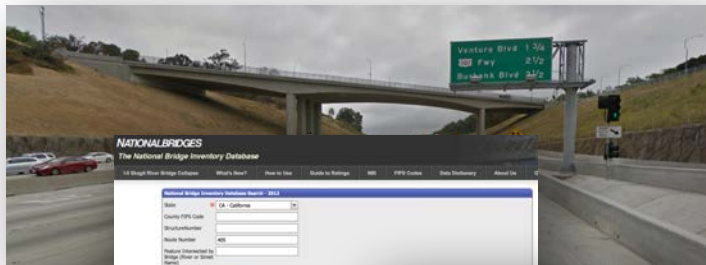 Ventura Blvd 1 3/4
101 Fwy 2 1/2
Burbank Blvd 3 1/2
NATIONALBRIDGES
The National Bridge Inventory Database
I-5 Skagit River Bridge Collapse What's New? How to Use Guide to Ratings NBI FIPS Codes Data Dictionary About Us
National Bridge Inventory Database Search - 2012
State CA - California
County FIPS Code
StructureNumber
Route Number 405
Feature Intersected by
Bridge (River or Street
Name)